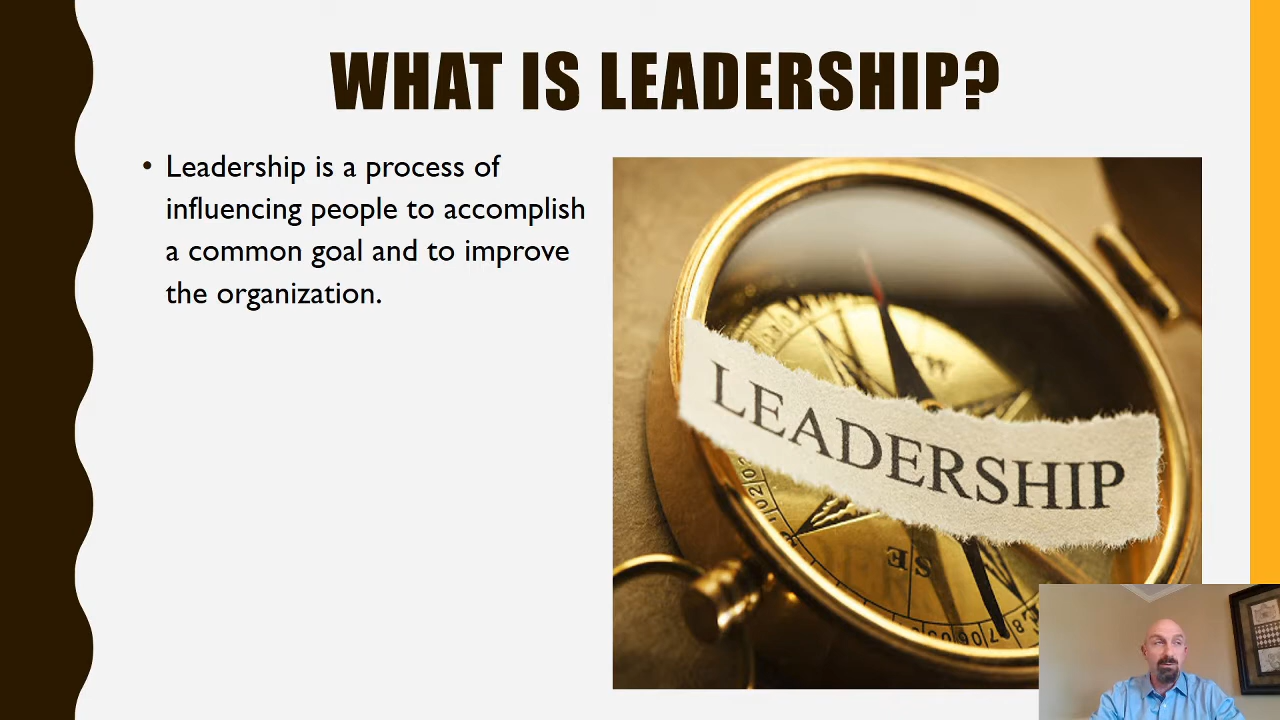 WHAT IS LEADERSHIP?
• Leadership is a process of
influencing people to accomplish
a common goal and to improve
the organization.
W
LEADERSHIP
SE